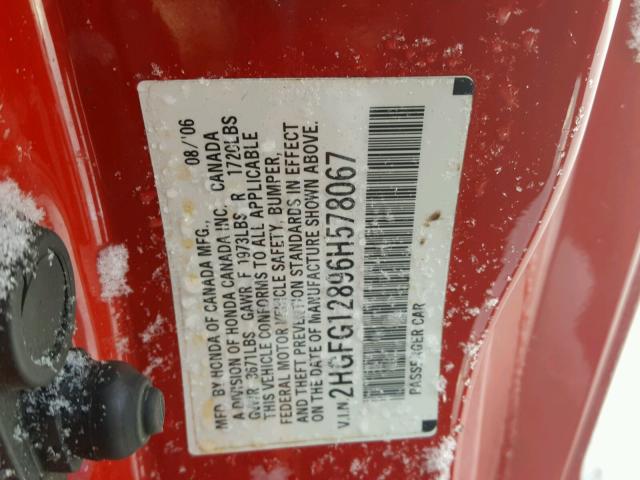 MFD BY HONDA OF CANADA MFG., 08/'06
A DIVISION OF HONDA CANADA INC. CANADA
GVWR 3671LBS GAWR F 1973LBS R 1720LBS
THIS VEHICLE CONFORMS TO ALL APPLICABLE
FEDERAL MOTOR VEHICLE SAFETY, BUMPER,
THEFT PREVENTION STANDARDS IN EFFECT
ON THE DATE OF MANUFACTURE SHOWN ABOVE.
V.I.N. 2HGFG12896H578067
PASSENGER CAR